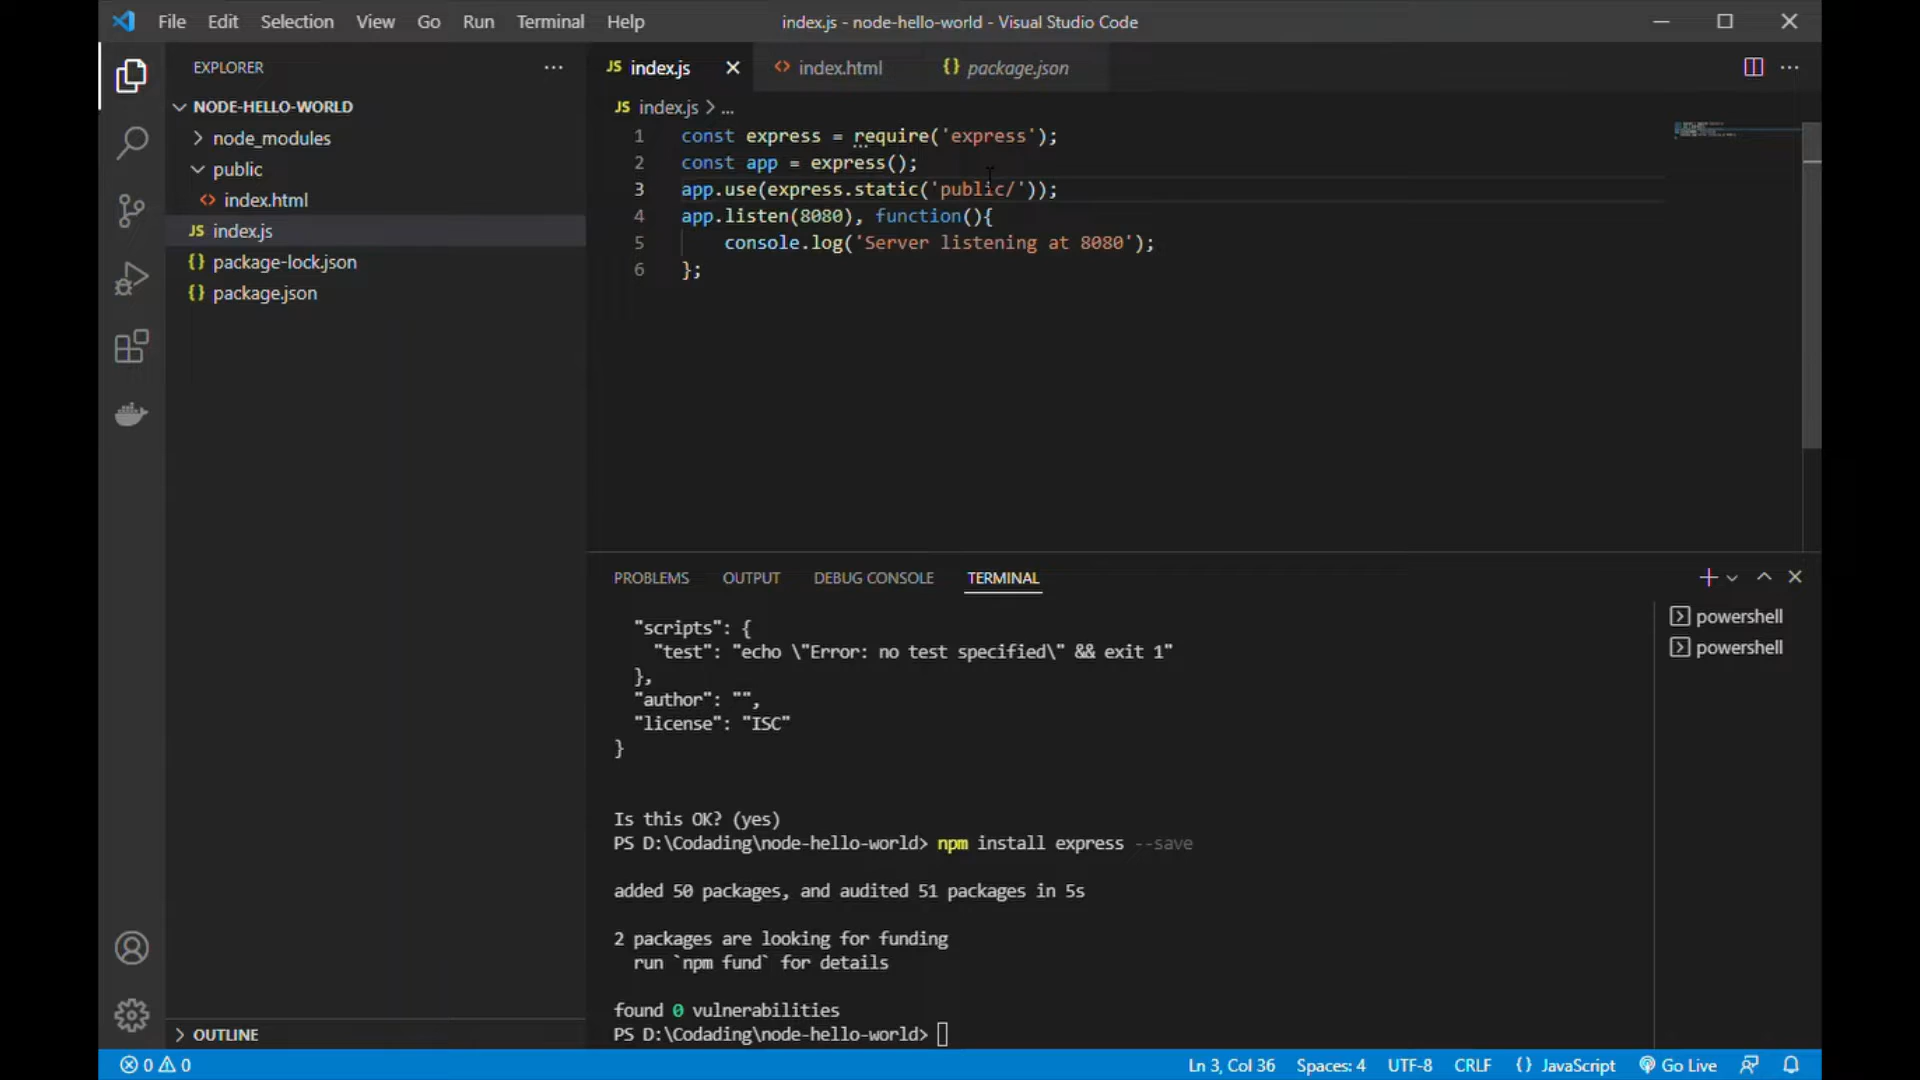 File Edit Selection View Go Run Terminal Help index.js - node-hello-world - Visual Studio Code
EXPLORER
NODE-HELLO-WORLD
node_modules
public
<> index.html
JS index.js
{} package-lock.json
{} package.json
OUTLINE
JS index.js <> index.html {} package.json
JS index.js > ...
1 const express = require('express');
2 const app = express();
3 app.use(express.static('public/'));
4 app.listen(8080), function(){
5 console.log('Server listening at 8080');
6 };
PROBLEMS OUTPUT DEBUG CONSOLE TERMINAL
"scripts": {
"test": "echo \"Error: no test specified\" && exit 1"
},
"author": "",
"license": "ISC"
}
Is this OK? (yes)
PS D:\Codading\node-hello-world> npm install express --save
added 50 packages, and audited 51 packages in 5s
2 packages are looking for funding
run `npm fund` for details
found 0 vulnerabilities
PS D:\Codading\node-hello-world>
powershell
powershell
0 0 Ln 3, Col 36 Spaces: 4 UTF-8 CRLF {} JavaScript Go Live